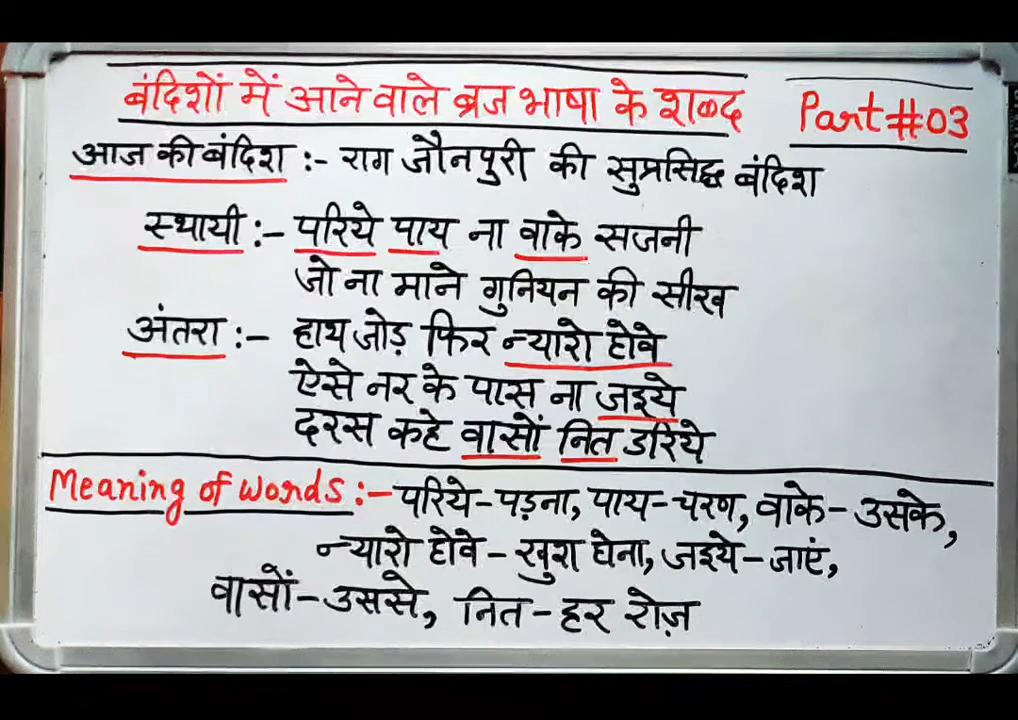 बंदिशों में आने वाले ब्रज भाषा के शब्द Part#03
आज की बंदिश :- राग जौनपुरी की सुप्रसिद्ध बंदिश
स्थायी :- परिये पाय ना वाके सजनी
जो ना माने गुनियन की सीख
अंतरा :- हाथ जोड़ फिर न्यारो होवे
ऐसे नर के पास ना जइये
दरस कहे वासों नित डरिये
Meaning of words :- परिये-पड़ना, पाय-चरण, वाके-उसके,
न्यारो होवे-खुश होना, जइये-जाएं,
वासों-उससे, नित-हर रोज़